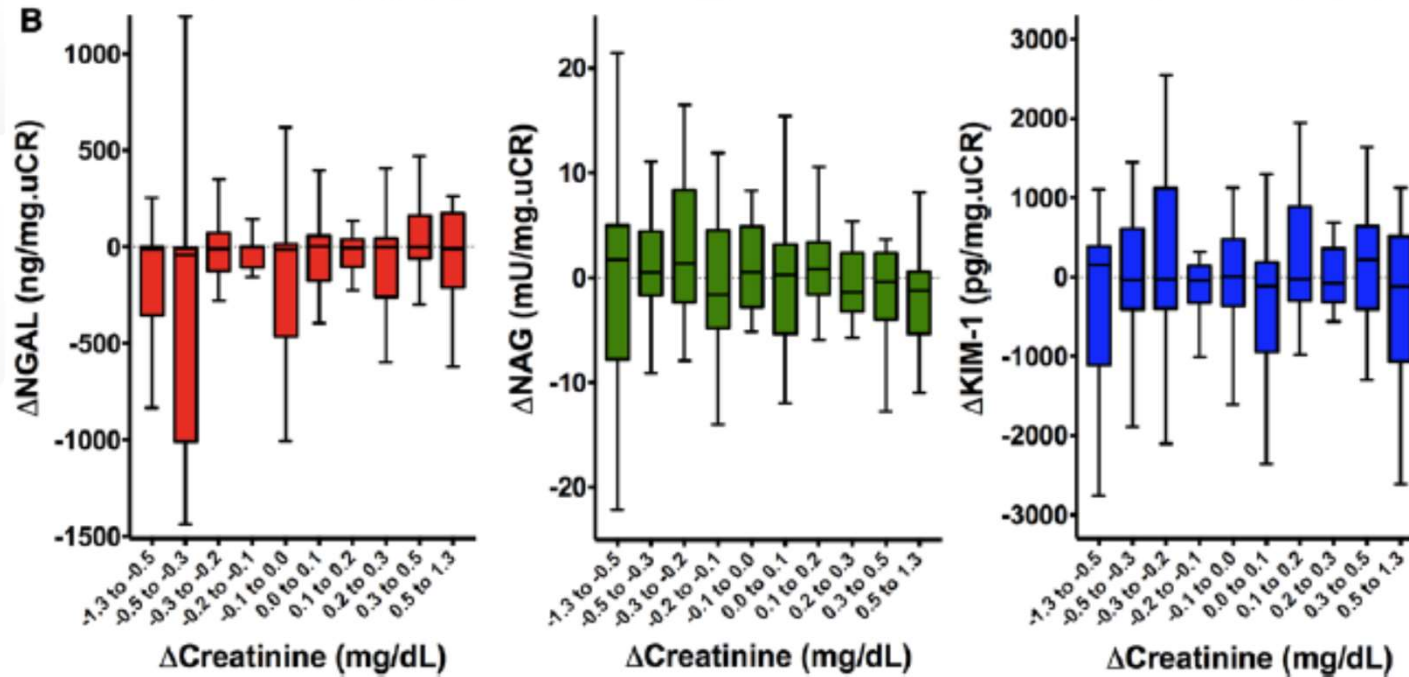 B
ΔNGAL (ng/mg.uCR)
1000
500
0
-500
-1000
-1500
-1.3 to -0.5
-0.5 to -0.3
-0.3 to -0.2
-0.2 to -0.1
-0.1 to 0.0
0.0 to 0.1
0.1 to 0.2
0.2 to 0.3
0.3 to 0.5
0.5 to 1.3
ΔCreatinine (mg/dL)
ΔNAG (mU/mg.uCR)
20
10
0
-10
-20
-1.3 to -0.5
-0.5 to -0.3
-0.3 to -0.2
-0.2 to -0.1
-0.1 to 0.0
0.0 to 0.1
0.1 to 0.2
0.2 to 0.3
0.3 to 0.5
0.5 to 1.3
ΔCreatinine (mg/dL)
ΔKIM-1 (pg/mg.uCR)
3000
2000
1000
0
-1000
-2000
-3000
-1.3 to -0.5
-0.5 to -0.3
-0.3 to -0.2
-0.2 to -0.1
-0.1 to 0.0
0.0 to 0.1
0.1 to 0.2
0.2 to 0.3
0.3 to 0.5
0.5 to 1.3
ΔCreatinine (mg/dL)